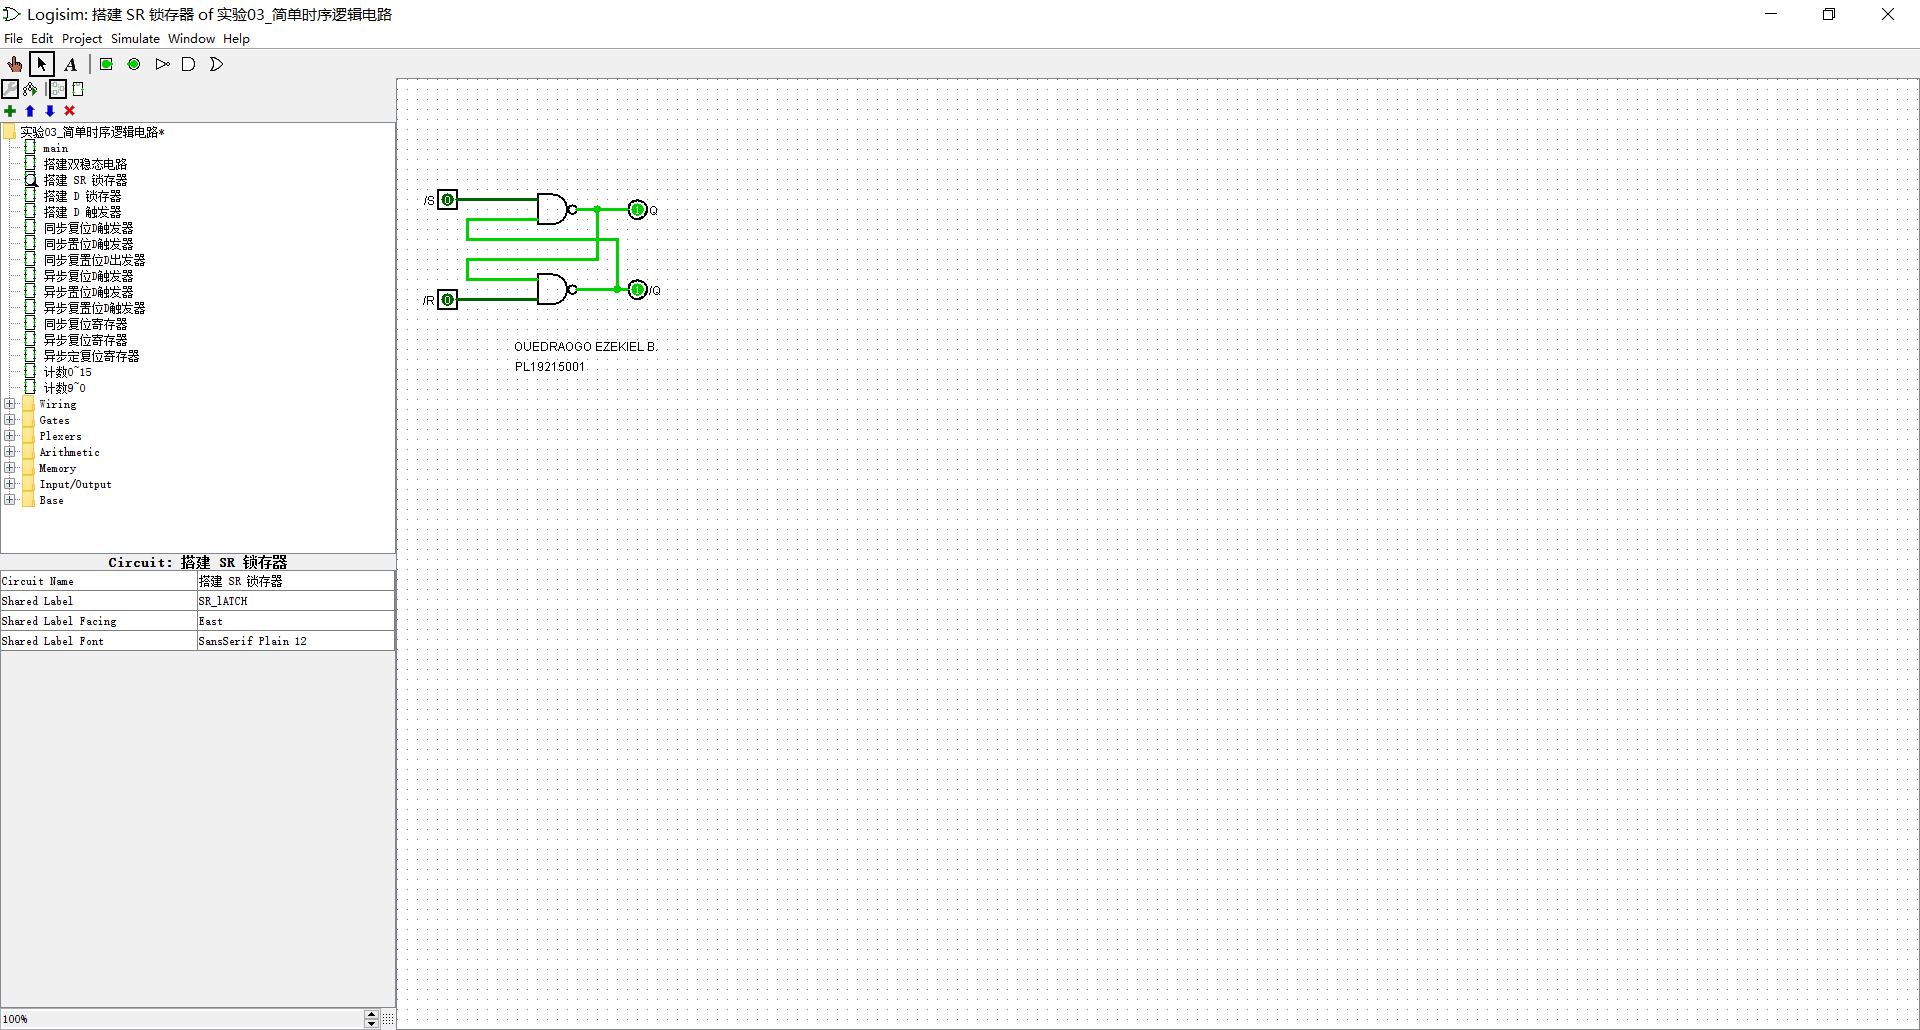 Logisim: 搭建 SR 锁存器 of 实验03_简单时序逻辑电路
File Edit Project Simulate Window Help
A
实验03_简单时序逻辑电路*
main
搭建双稳态电路
搭建 SR 锁存器
搭建 D 锁存器
搭建 D 触发器
同步复位D触发器
同步置位D触发器
同步复置位D出发器
异步复位D触发器
异步置位D触发器
异步复置位D触发器
同步复位寄存器
异步复位寄存器
异步定复位寄存器
计数0~15
计数9~0
Wiring
Gates
Plexers
Arithmetic
Memory
Input/Output
Base
Circuit: 搭建 SR 锁存器
Circuit Name 搭建 SR 锁存器
Shared Label SR_lATCH
Shared Label Facing East
Shared Label Font SansSerif Plain 12
100%
/S 0 1 Q
/R 0 1 /Q
OUEDRAOGO EZEKIEL B.
PL19215001